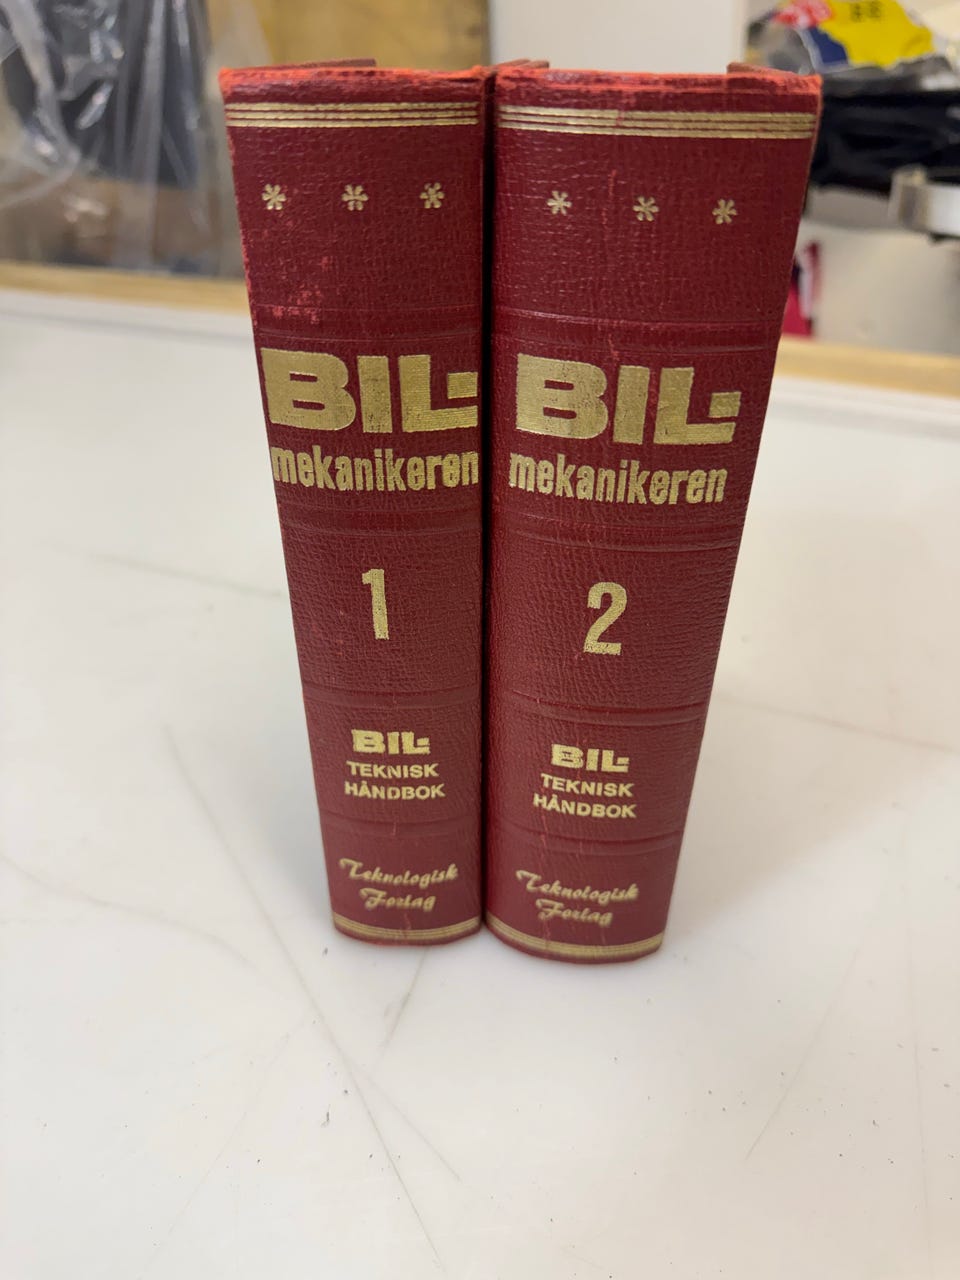 * * *
BIL-
mekanikeren
1
BIL-
TEKNISK
HÅNDBOK
Teknologisk
Forlag
* * *
BIL-
mekanikeren
2
BIL-
TEKNISK
HÅNDBOK
Teknologisk
Forlag